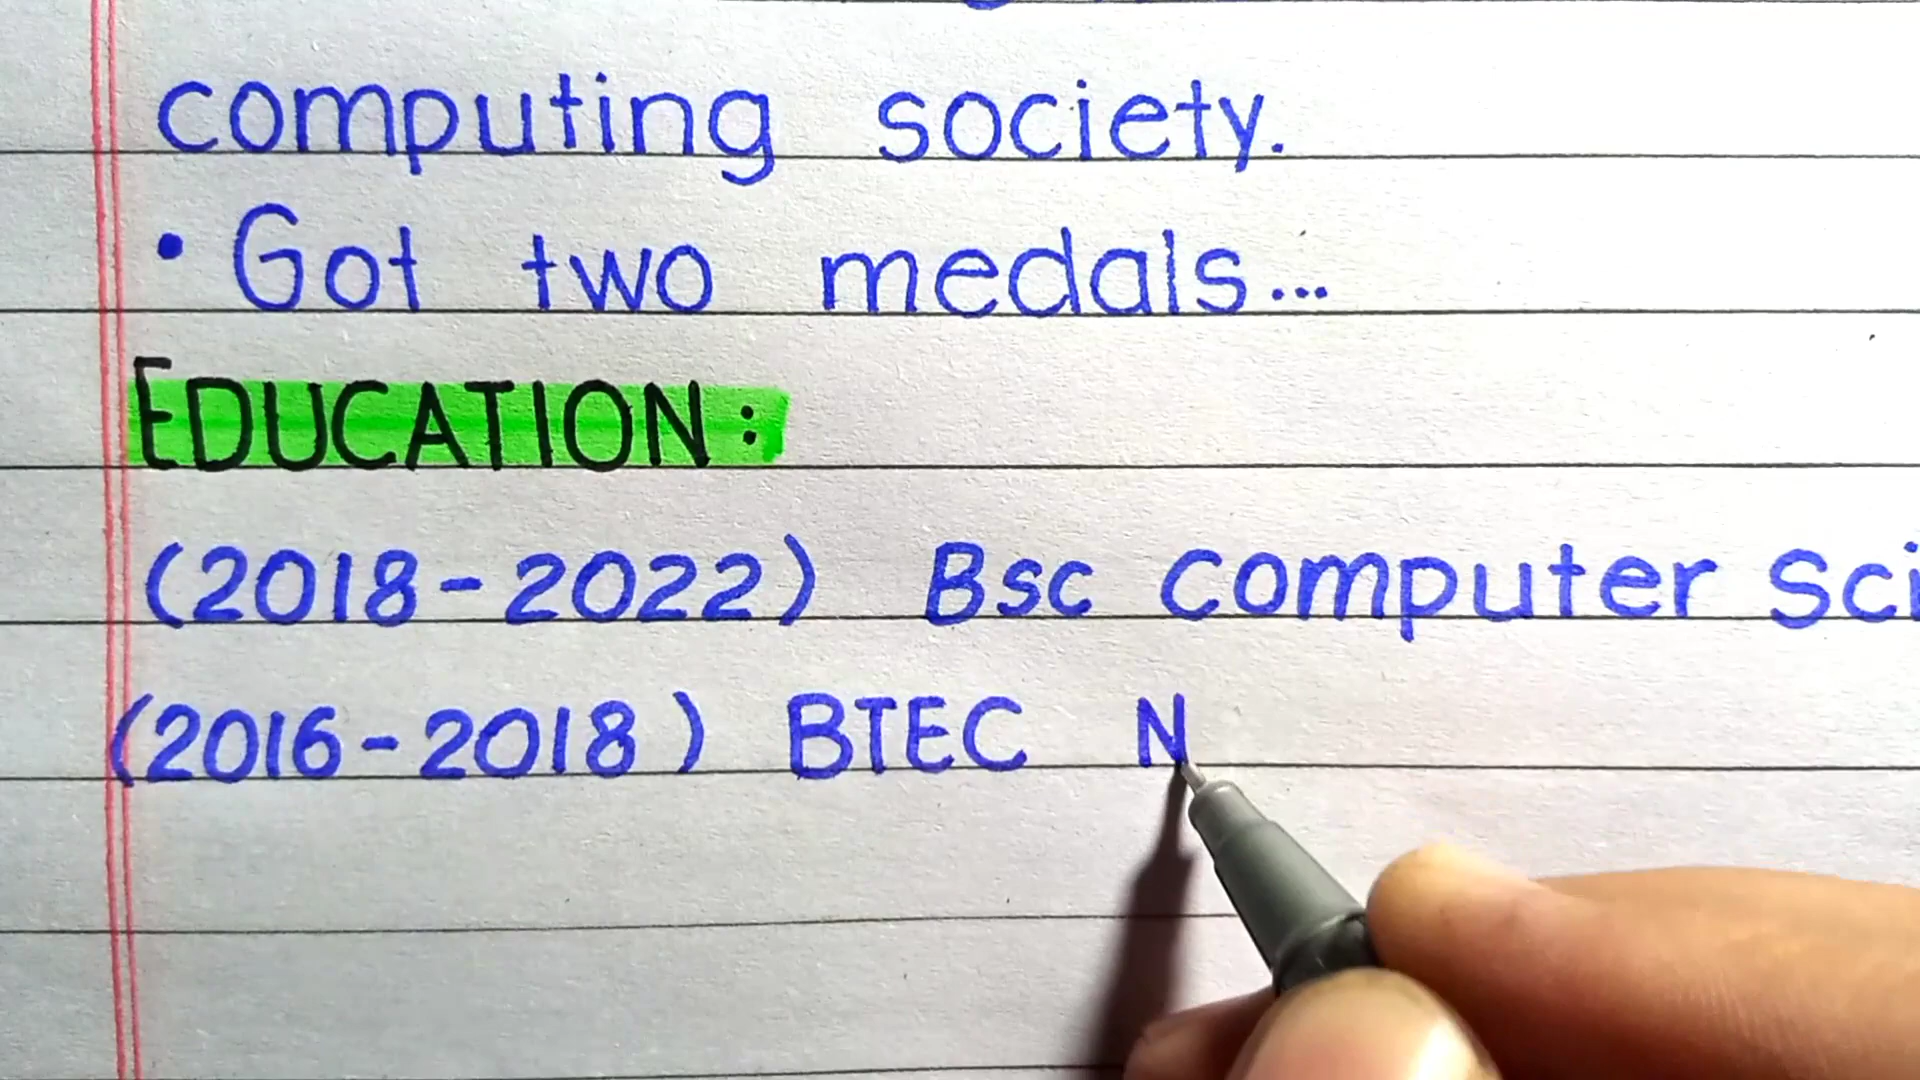 computing society.
• Got two medals...
EDUCATION:
(2018-2022) Bsc Computer Sci
(2016-2018) BTEC N